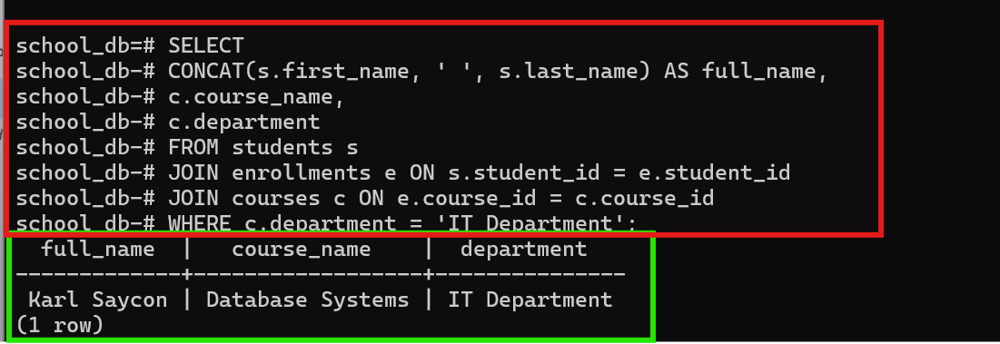 school_db=# SELECT
school_db-# CONCAT(s.first_name, ' ', s.last_name) AS full_name,
school_db-# c.course_name,
school_db-# c.department
school_db-# FROM students s
school_db-# JOIN enrollments e ON s.student_id = e.student_id
school_db-# JOIN courses c ON e.course_id = c.course_id
school_db-# WHERE c.department = 'IT Department';
  full_name  |   course_name    |  department
-------------+------------------+---------------
 Karl Saycon | Database Systems | IT Department
(1 row)